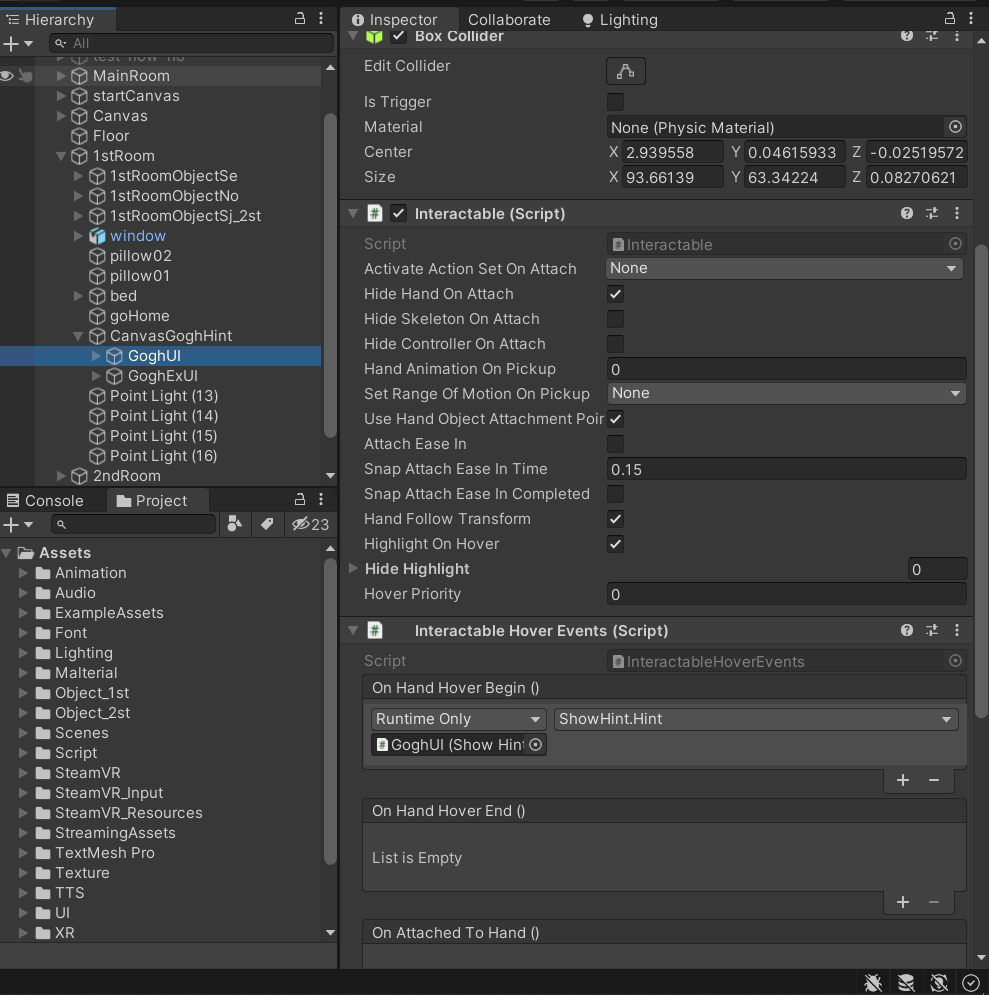 Hierarchy
All
test how no
MainRoom
startCanvas
Canvas
Floor
1stRoom
1stRoomObjectSe
1stRoomObjectNo
1stRoomObjectSj_2st
window
pillow02
pillow01
bed
goHome
CanvasGoghHint
GoghUI
GoghExUI
Point Light (13)
Point Light (14)
Point Light (15)
Point Light (16)
2ndRoom
Console Project
23
Assets
Animation
Audio
ExampleAssets
Font
Lighting
Malterial
Object_1st
Object_2st
Scenes
Script
SteamVR
SteamVR_Input
SteamVR_Resources
StreamingAssets
TextMesh Pro
Texture
TTS
UI
XR
Inspector Collaborate Lighting
Box Collider
Edit Collider
Is Trigger
Material None (Physic Material)
Center X 2.939558 Y 0.04615933 Z -0.02519572
Size X 93.66139 Y 63.34224 Z 0.08270621
# Interactable (Script)
Script # Interactable
Activate Action Set On Attach None
Hide Hand On Attach
Hide Skeleton On Attach
Hide Controller On Attach
Hand Animation On Pickup 0
Set Range Of Motion On Pickup None
Use Hand Object Attachment Poir
Attach Ease In
Snap Attach Ease In Time 0.15
Snap Attach Ease In Completed
Hand Follow Transform
Highlight On Hover
Hide Highlight 0
Hover Priority 0
# Interactable Hover Events (Script)
Script # InteractableHoverEvents
On Hand Hover Begin ()
Runtime Only ShowHint.Hint
# GoghUI (Show Hint
+ −
On Hand Hover End ()
List is Empty
+ −
On Attached To Hand ()